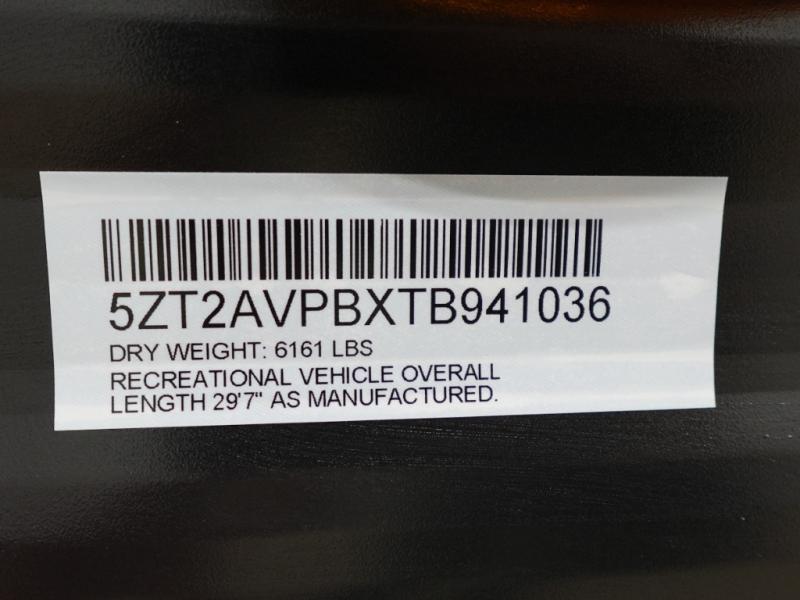 5ZT2AVPBXTB941036
DRY WEIGHT: 6161 LBS
RECREATIONAL VEHICLE OVERALL
LENGTH 29'7" AS MANUFACTURED.